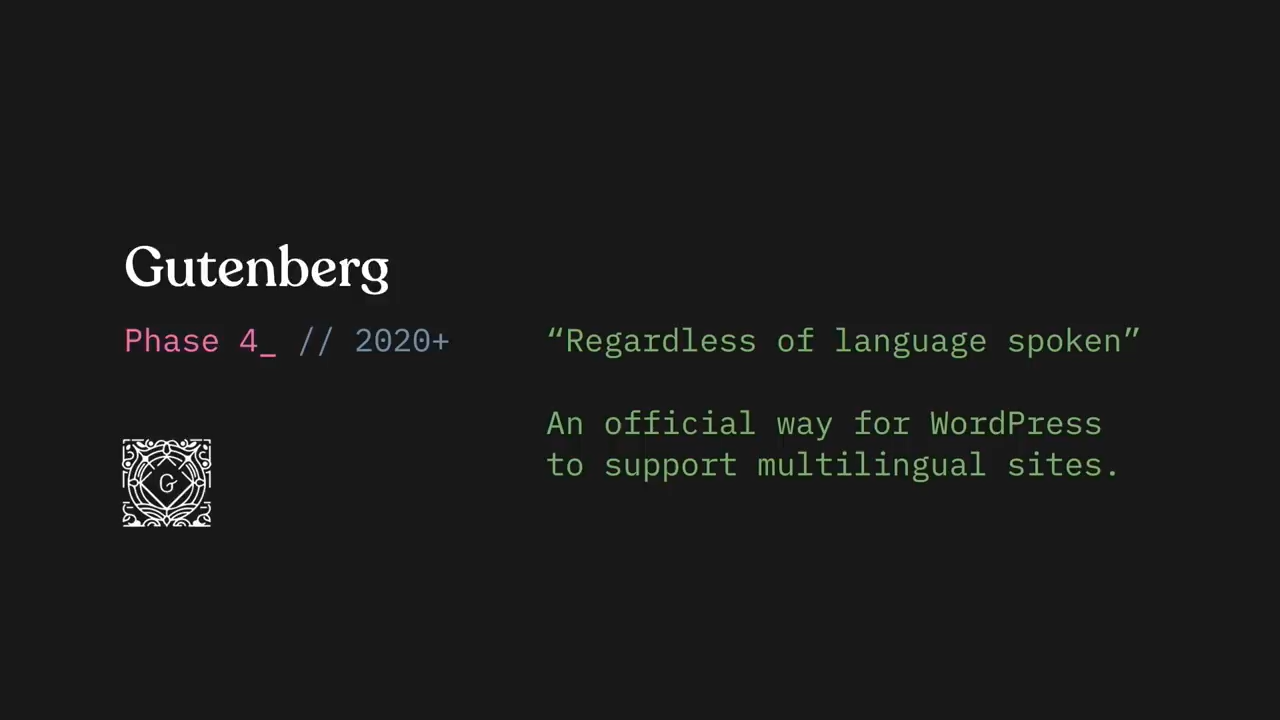 Gutenberg
Phase 4_ // 2020+
“Regardless of language spoken”
An official way for WordPress
to support multilingual sites.
G